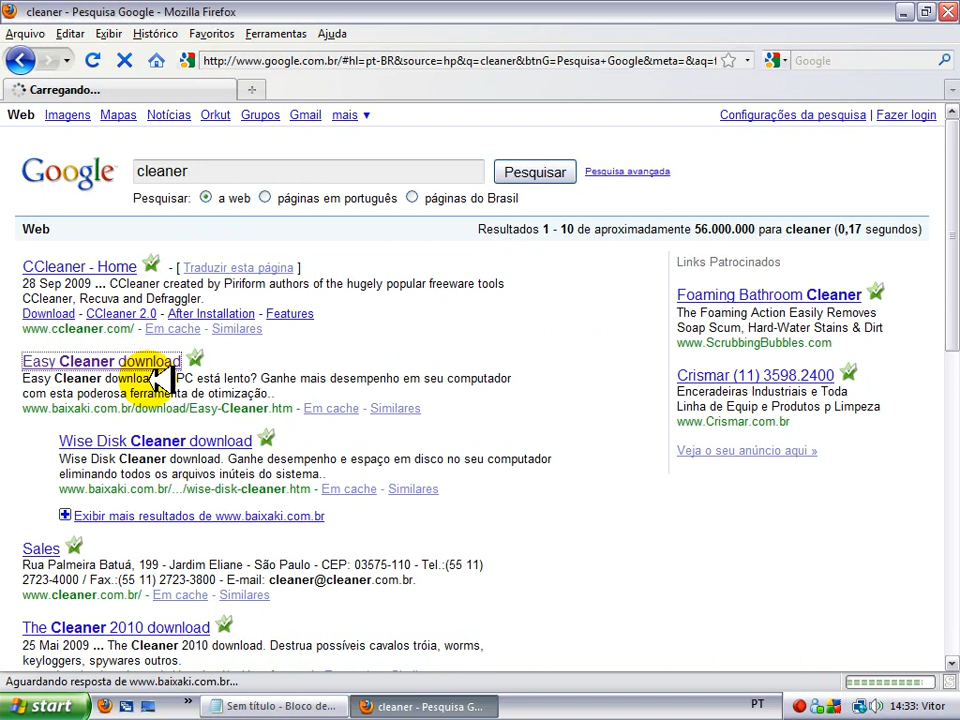 cleaner - Pesquisa Google - Mozilla Firefox
Arquivo Editar Exibir Histórico Favoritos Ferramentas Ajuda
http://www.google.com.br/#hl=pt-BR&source=hp&q=cleaner&btnG=Pesquisa+Google&meta=&aq=f
Google
Carregando...
Web Imagens Mapas Notícias Orkut Grupos Gmail mais ▼
Configurações da pesquisa | Fazer login
Google cleaner Pesquisar Pesquisa avançada
Pesquisar: a web páginas em português páginas do Brasil
Web Resultados 1 - 10 de aproximadamente 56.000.000 para cleaner (0,17 segundos)
CCleaner - Home - [ Traduzir esta página ]
28 Sep 2009 ... CCleaner created by Piriform authors of the hugely popular freeware tools
CCleaner, Recuva and Defraggler.
Download - CCleaner 2.0 - After Installation - Features
www.ccleaner.com/ - Em cache - Similares
Easy Cleaner download
Easy Cleaner download. PC está lento? Ganhe mais desempenho em seu computador
com esta poderosa ferramenta de otimização..
www.baixaki.com.br/download/Easy-Cleaner.htm - Em cache - Similares
Wise Disk Cleaner download
Wise Disk Cleaner download. Ganhe desempenho e espaço em disco no seu computador
eliminando todos os arquivos inúteis do sistema..
www.baixaki.com.br/.../wise-disk-cleaner.htm - Em cache - Similares
Exibir mais resultados de www.baixaki.com.br
Sales
Rua Palmeira Batuá, 199 - Jardim Eliane - São Paulo - CEP: 03575-110 - Tel.:(55 11)
2723-4000 / Fax.:(55 11) 2723-3800 - E-mail: cleaner@cleaner.com.br.
www.cleaner.com.br/ - Em cache - Similares
The Cleaner 2010 download
25 Mai 2009 ... The Cleaner 2010 download. Destrua possíveis cavalos tróia, worms,
keyloggers, spywares outros.
Links Patrocinados
Foaming Bathroom Cleaner
The Foaming Action Easily Removes
Soap Scum, Hard-Water Stains & Dirt
www.ScrubbingBubbles.com
Crismar (11) 3598.2400
Enceradeiras Industriais e Toda
Linha de Equip e Produtos p Limpeza
www.Crismar.com.br
Veja o seu anúncio aqui »
Aguardando resposta de www.baixaki.com.br...
start
Sem título - Bloco de...
cleaner - Pesquisa G...
PT
14:33: Vitor